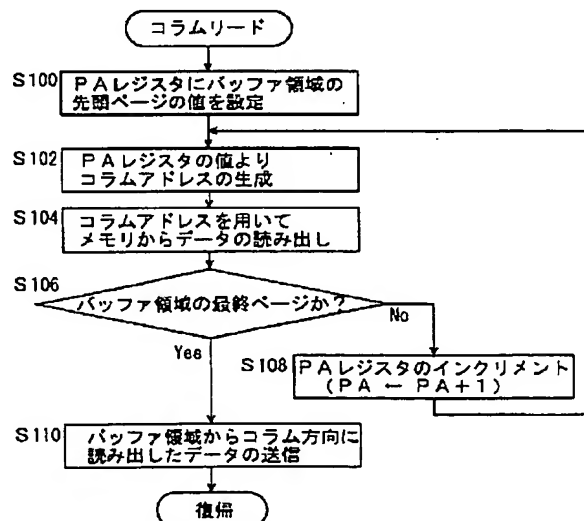 コラムリード
S100
PAレジスタにバッファ領域の
先頭ページの値を設定
S102
PAレジスタの値より
コラムアドレスの生成
S104
コラムアドレスを用いて
メモリからデータの読み出し
S106
バッファ領域の最終ページか？
No
Yes
S108
PAレジスタのインクリメント
(PA ← PA+1)
S110
バッファ領域からコラム方向に
読み出したデータの送信
復帰